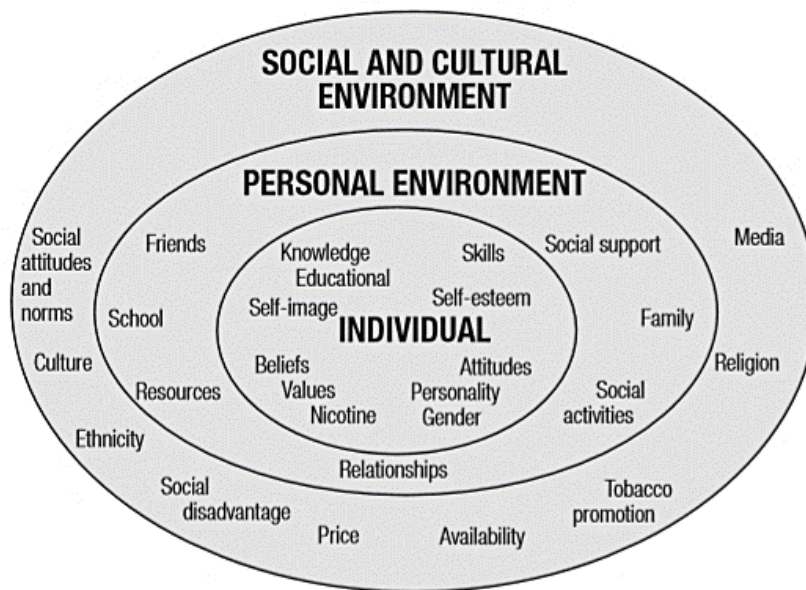 SOCIAL AND CULTURAL
ENVIRONMENT
PERSONAL ENVIRONMENT
Social
attitudes
and
norms
Friends
Knowledge
Educational
Skills
Social support
Media
School
Self-image
Self-esteem
Family
INDIVIDUAL
Culture
Resources
Beliefs
Values
Nicotine
Attitudes
Personality
Gender
Social
activities
Religion
Ethnicity
Relationships
Social
disadvantage
Price
Availability
Tobacco
promotion